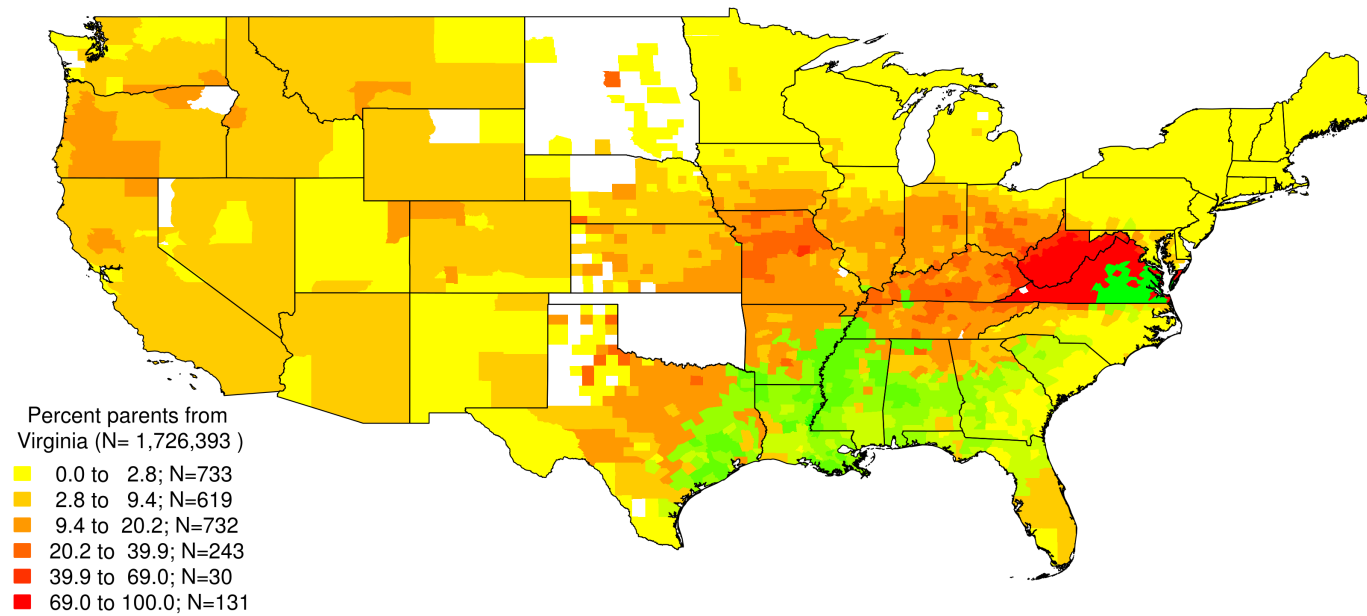 Percent parents from
Virginia (N= 1,726,393 )
0.0 to 2.8; N=733
2.8 to 9.4; N=619
9.4 to 20.2; N=732
20.2 to 39.9; N=243
39.9 to 69.0; N=30
69.0 to 100.0; N=131